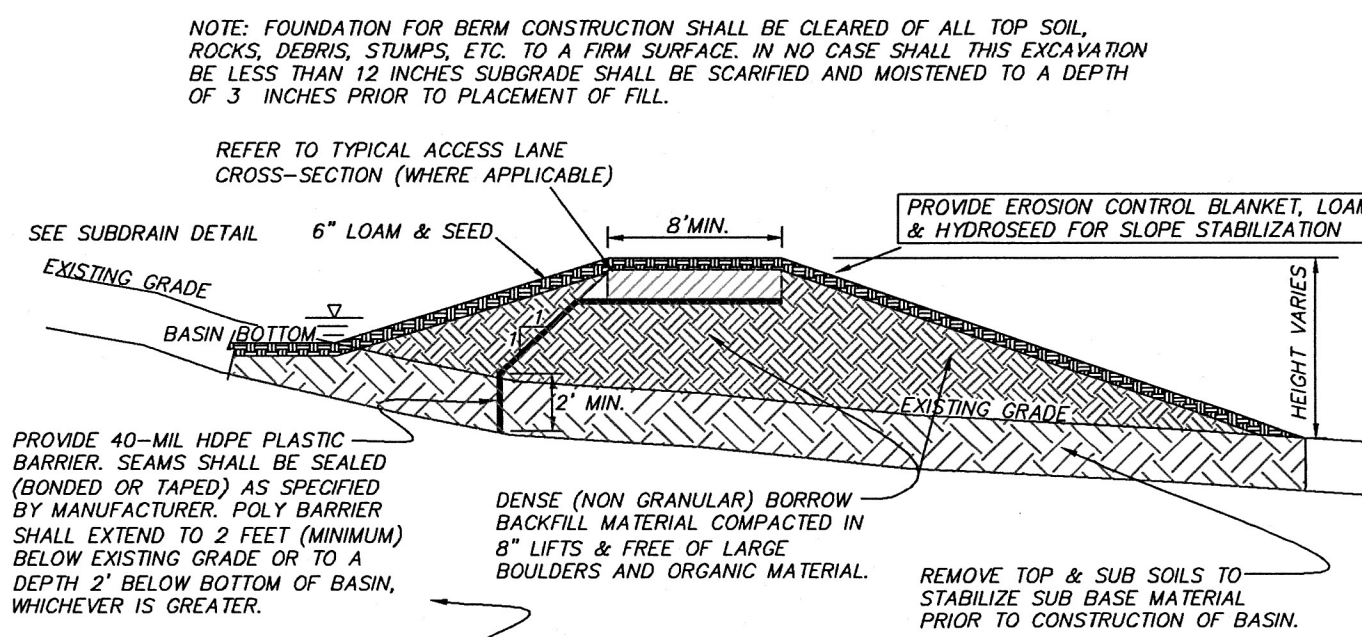 NOTE: FOUNDATION FOR BERM CONSTRUCTION SHALL BE CLEARED OF ALL TOP SOIL,
ROCKS, DEBRIS, STUMPS, ETC. TO A FIRM SURFACE. IN NO CASE SHALL THIS EXCAVATION
BE LESS THAN 12 INCHES SUBGRADE SHALL BE SCARIFIED AND MOISTENED TO A DEPTH
OF 3 INCHES PRIOR TO PLACEMENT OF FILL.
REFER TO TYPICAL ACCESS LANE
CROSS-SECTION (WHERE APPLICABLE)
SEE SUBDRAIN DETAIL
6" LOAM & SEED
8'MIN.
PROVIDE EROSION CONTROL BLANKET, LOAM
& HYDROSEED FOR SLOPE STABILIZATION
EXISTING GRADE
BASIN BOTTOM
1
1
HEIGHT VARIES
2' MIN.
EXISTING GRADE
PROVIDE 40-MIL HDPE PLASTIC
BARRIER. SEAMS SHALL BE SEALED
(BONDED OR TAPED) AS SPECIFIED
BY MANUFACTURER. POLY BARRIER
SHALL EXTEND TO 2 FEET (MINIMUM)
BELOW EXISTING GRADE OR TO A
DEPTH 2' BELOW BOTTOM OF BASIN,
WHICHEVER IS GREATER.
DENSE (NON GRANULAR) BORROW
BACKFILL MATERIAL COMPACTED IN
8" LIFTS & FREE OF LARGE
BOULDERS AND ORGANIC MATERIAL.
REMOVE TOP & SUB SOILS TO
STABILIZE SUB BASE MATERIAL
PRIOR TO CONSTRUCTION OF BASIN.